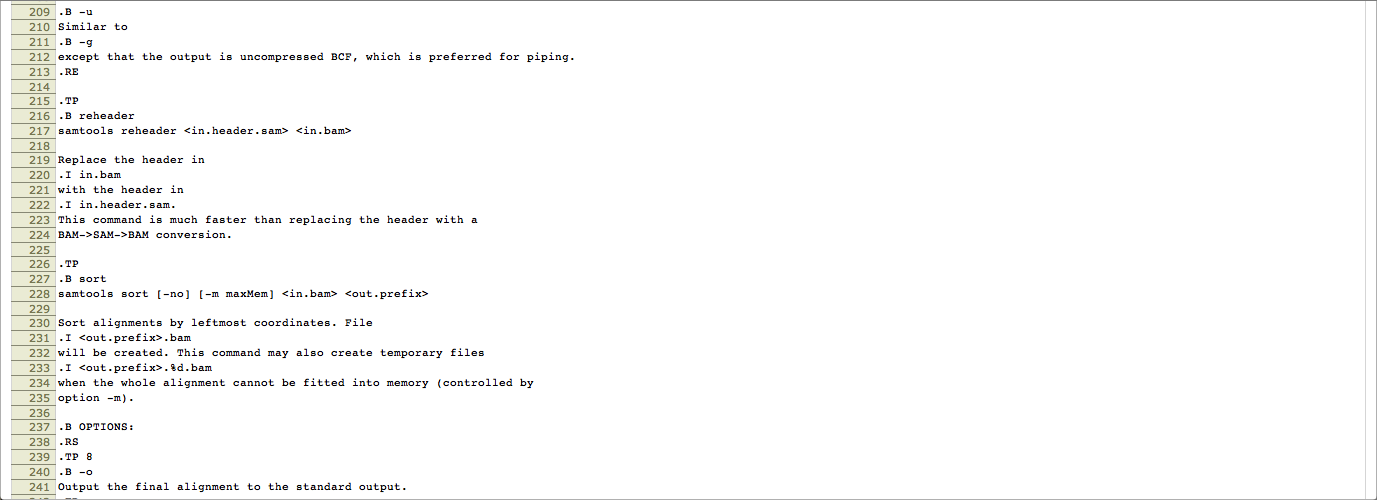 209 .B -u
210 Similar to
211 .B -g
212 except that the output is uncompressed BCF, which is preferred for piping.
213 .RE
214
215 .TP
216 .B reheader
217 samtools reheader <in.header.sam> <in.bam>
218
219 Replace the header in
220 .I in.bam
221 with the header in
222 .I in.header.sam.
223 This command is much faster than replacing the header with a
224 BAM->SAM->BAM conversion.
225
226 .TP
227 .B sort
228 samtools sort [-no] [-m maxMem] <in.bam> <out.prefix>
229
230 Sort alignments by leftmost coordinates. File
231 .I <out.prefix>.bam
232 will be created. This command may also create temporary files
233 .I <out.prefix>.%d.bam
234 when the whole alignment cannot be fitted into memory (controlled by
235 option -m).
236
237 .B OPTIONS:
238 .RS
239 .TP 8
240 .B -o
241 Output the final alignment to the standard output.